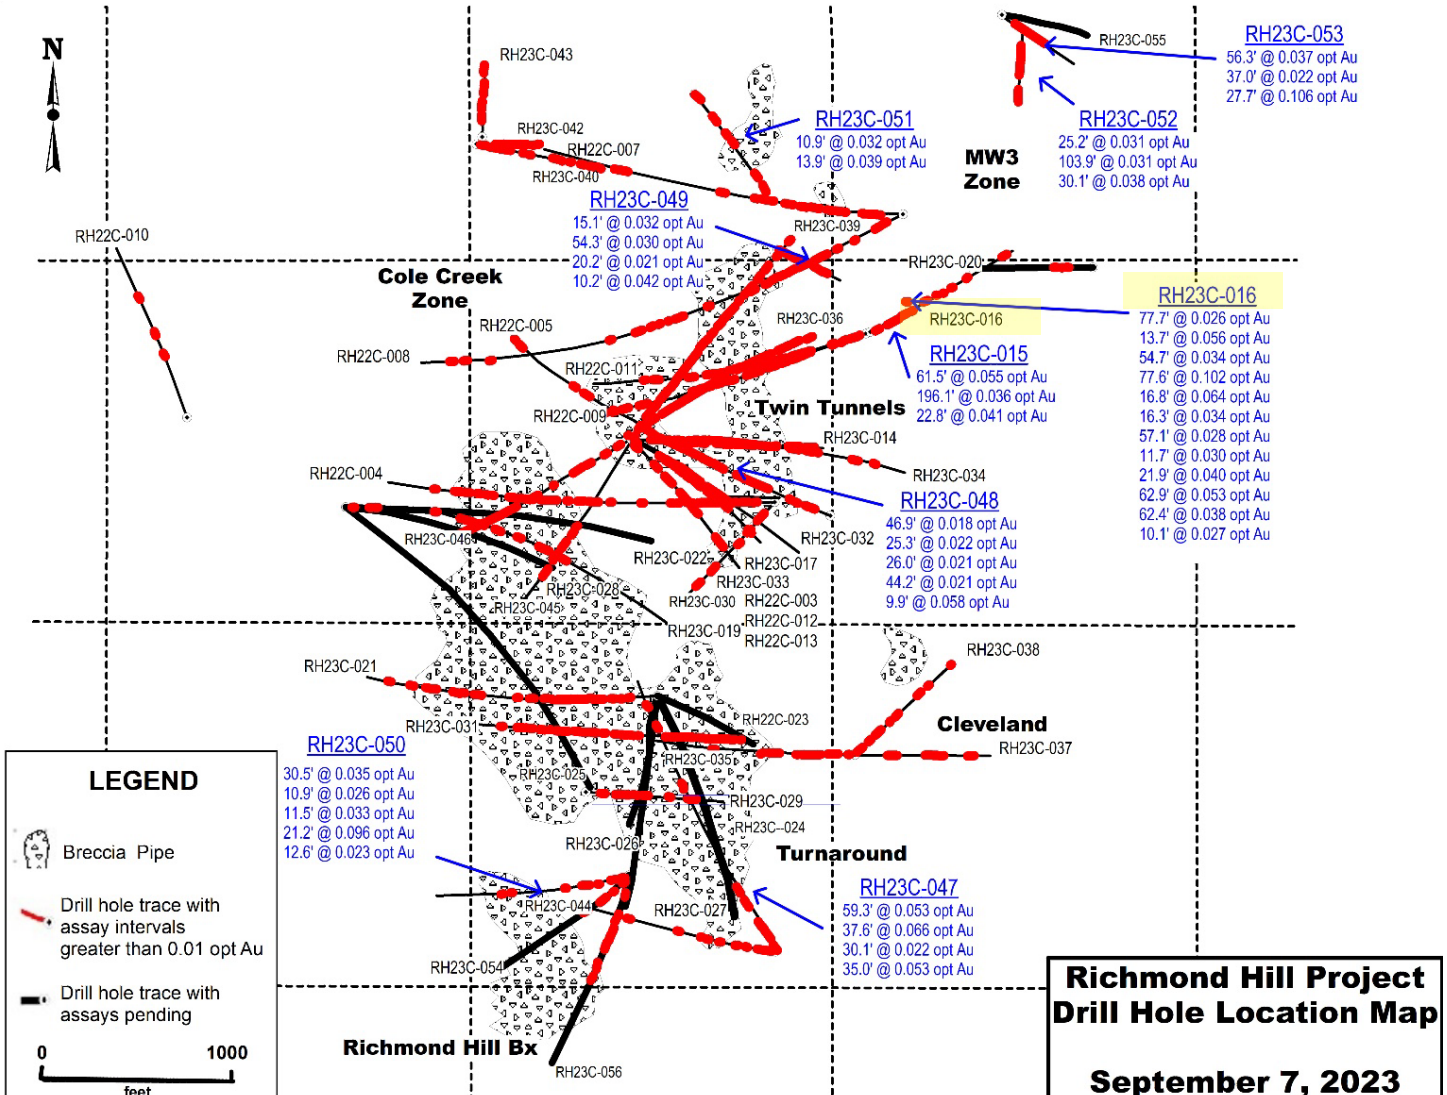 N
RH23C-043
RH23C-055
RH23C-053
56.3' @ 0.037 opt Au
37.0' @ 0.022 opt Au
27.7' @ 0.106 opt Au
RH23C-051
10.9' @ 0.032 opt Au
13.9' @ 0.039 opt Au
RH23C-052
25.2' @ 0.031 opt Au
103.9' @ 0.031 opt Au
30.1' @ 0.038 opt Au
MW3
Zone
RH23C-042
RH22C-007
RH23C-040
RH23C-049
15.1' @ 0.032 opt Au
54.3' @ 0.030 opt Au
20.2' @ 0.021 opt Au
10.2' @ 0.042 opt Au
RH23C-039
RH22C-010
Cole Creek
Zone
RH23C-020
RH23C-016
RH23C-016
77.7' @ 0.026 opt Au
13.7' @ 0.056 opt Au
54.7' @ 0.034 opt Au
77.6' @ 0.102 opt Au
16.8' @ 0.064 opt Au
16.3' @ 0.034 opt Au
57.1' @ 0.028 opt Au
11.7' @ 0.030 opt Au
21.9' @ 0.040 opt Au
62.9' @ 0.053 opt Au
62.4' @ 0.038 opt Au
10.1' @ 0.027 opt Au
RH22C-005
RH23C-036
RH22C-008
RH22C-011
RH23C-015
61.5' @ 0.055 opt Au
196.1' @ 0.036 opt Au
22.8' @ 0.041 opt Au
RH22C-009
Twin Tunnels
RH23C-014
RH23C-034
RH22C-004
RH23C-048
46.9' @ 0.018 opt Au
25.3' @ 0.022 opt Au
26.0' @ 0.021 opt Au
44.2' @ 0.021 opt Au
9.9' @ 0.058 opt Au
RH23C-046
RH23C-032
RH23C-022
RH23C-017
RH23C-033
RH23C-028
RH23C-030
RH22C-003
RH23C-045
RH22C-012
RH23C-019
RH22C-013
RH23C-021
RH23C-038
RH22C-023
Cleveland
RH23C-031
RH23C-037
RH23C-050
30.5' @ 0.035 opt Au
10.9' @ 0.026 opt Au
11.5' @ 0.033 opt Au
21.2' @ 0.096 opt Au
12.6' @ 0.023 opt Au
RH23C-035
RH23C-025
RH23C-029
RH23C--024
RH23C-026
Turnaround
RH23C-047
59.3' @ 0.053 opt Au
37.6' @ 0.066 opt Au
30.1' @ 0.022 opt Au
35.0' @ 0.053 opt Au
RH23C-044
RH23C-027
RH23C-054
Richmond Hill Bx
RH23C-056
LEGEND
Breccia Pipe
Drill hole trace with
assay intervals
greater than 0.01 opt Au
Drill hole trace with
assays pending
0 1000
feet
Richmond Hill Project
Drill Hole Location Map
September 7, 2023